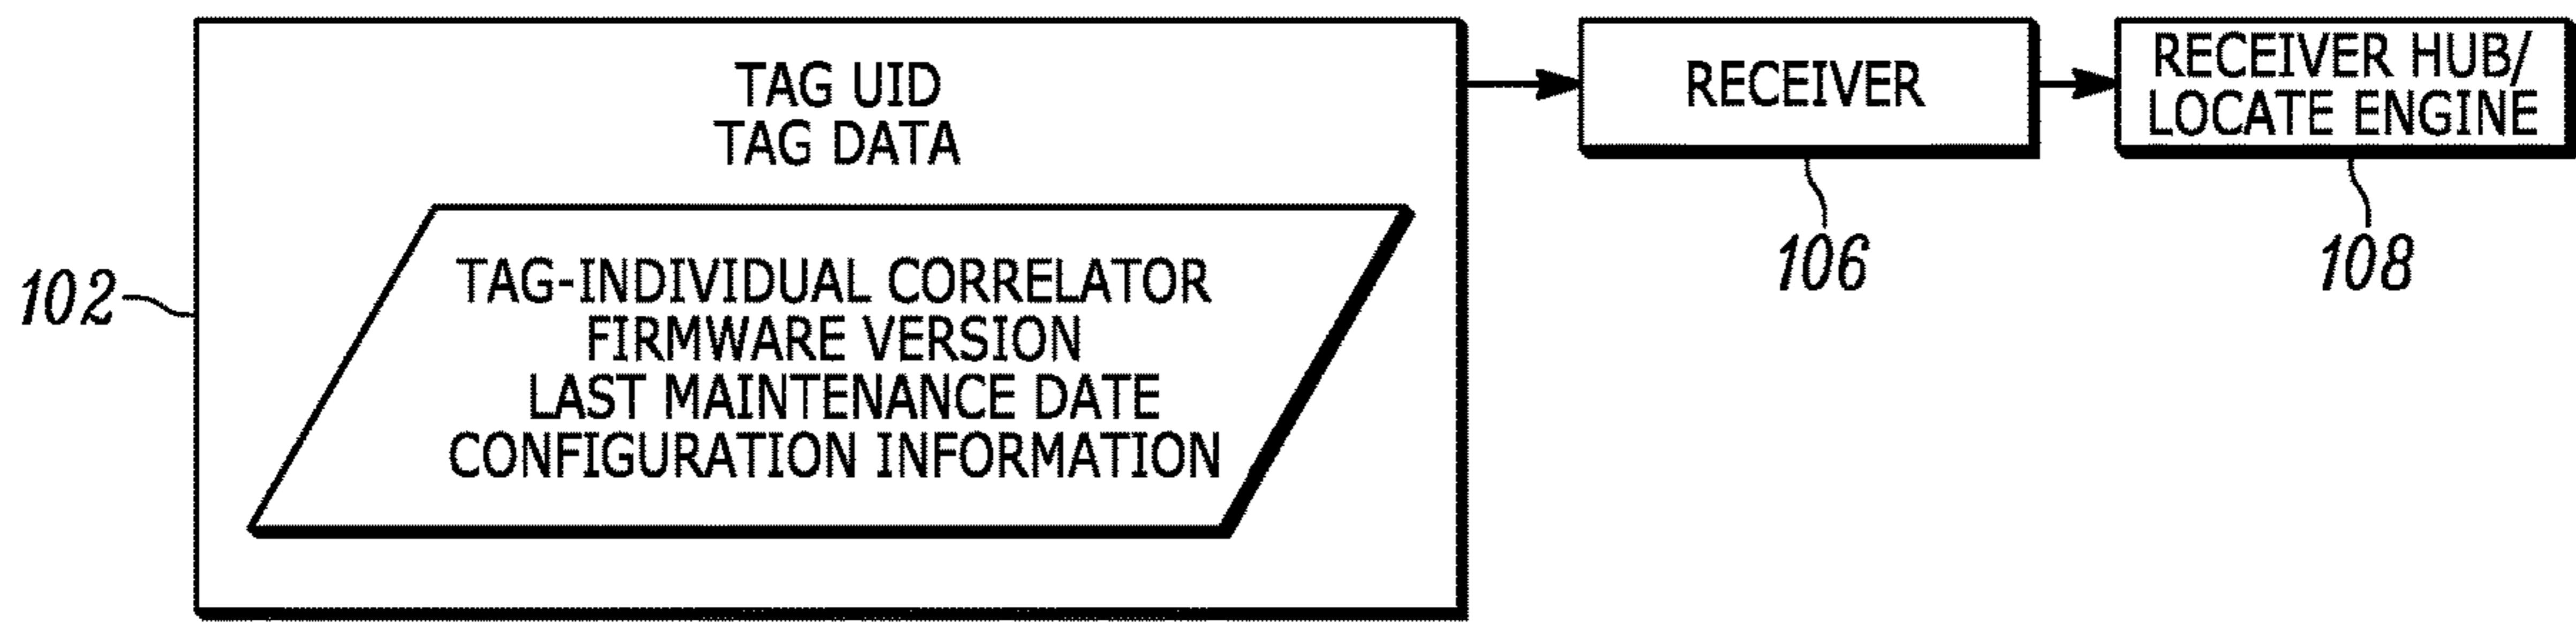 TAG UID
TAG DATA
TAG-INDIVIDUAL CORRELATOR
FIRMWARE VERSION
LAST MAINTENANCE DATE
CONFIGURATION INFORMATION
102
RECEIVER
106
RECEIVER HUB/
LOCATE ENGINE
108